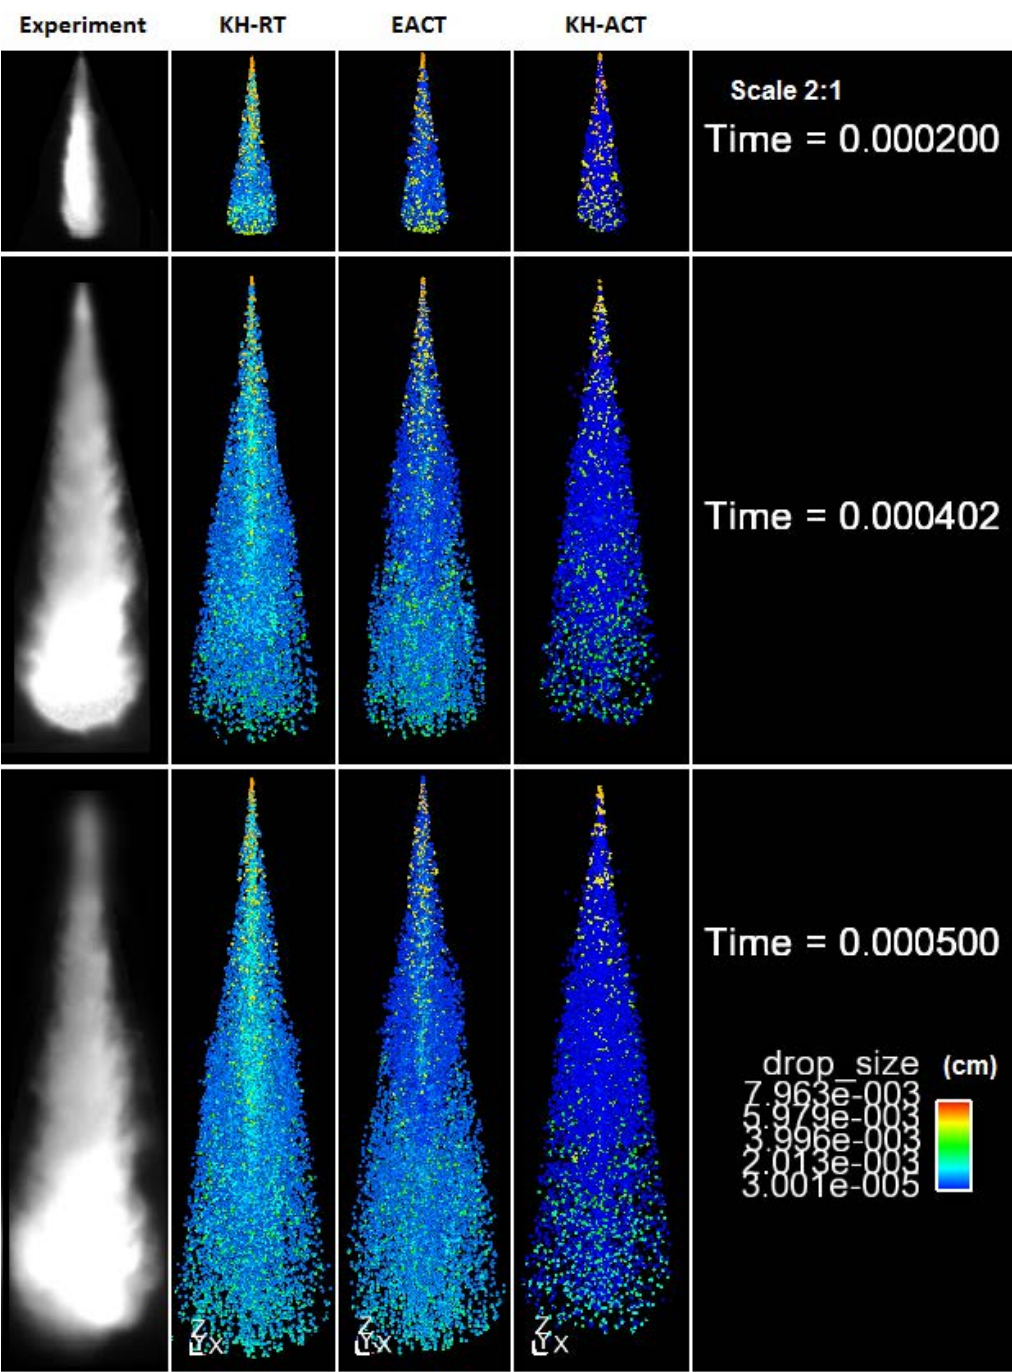 Experiment KH-RT EACT KH-ACT
Scale 2:1
Time = 0.000200
Time = 0.000402
Time = 0.000500
drop_size (cm)
7.963e-003
5.979e-003
3.996e-003
2.013e-003
3.001e-005
Z Z Z
Y X Y X Y X